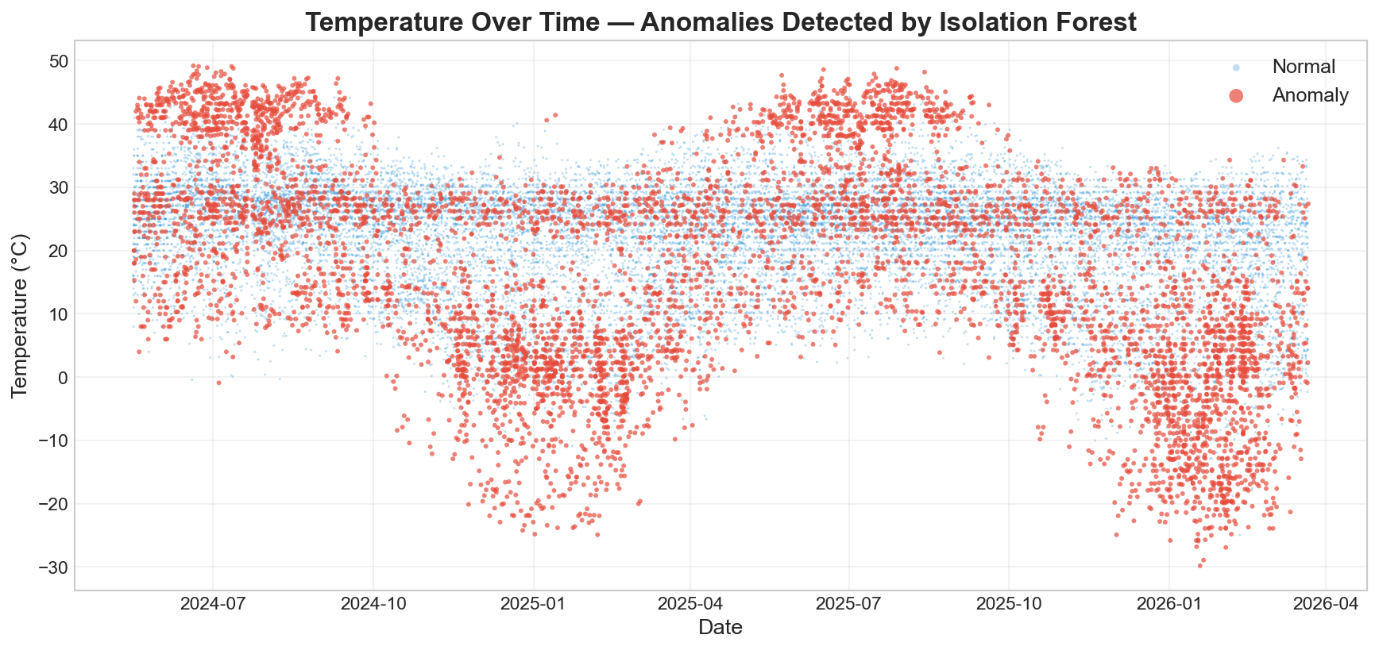 Temperature Over Time — Anomalies Detected by Isolation Forest
Normal
Anomaly
50
40
30
20
10
0
−10
−20
−30
Temperature (°C)
2024-07 2024-10 2025-01 2025-04 2025-07 2025-10 2026-01 2026-04
Date